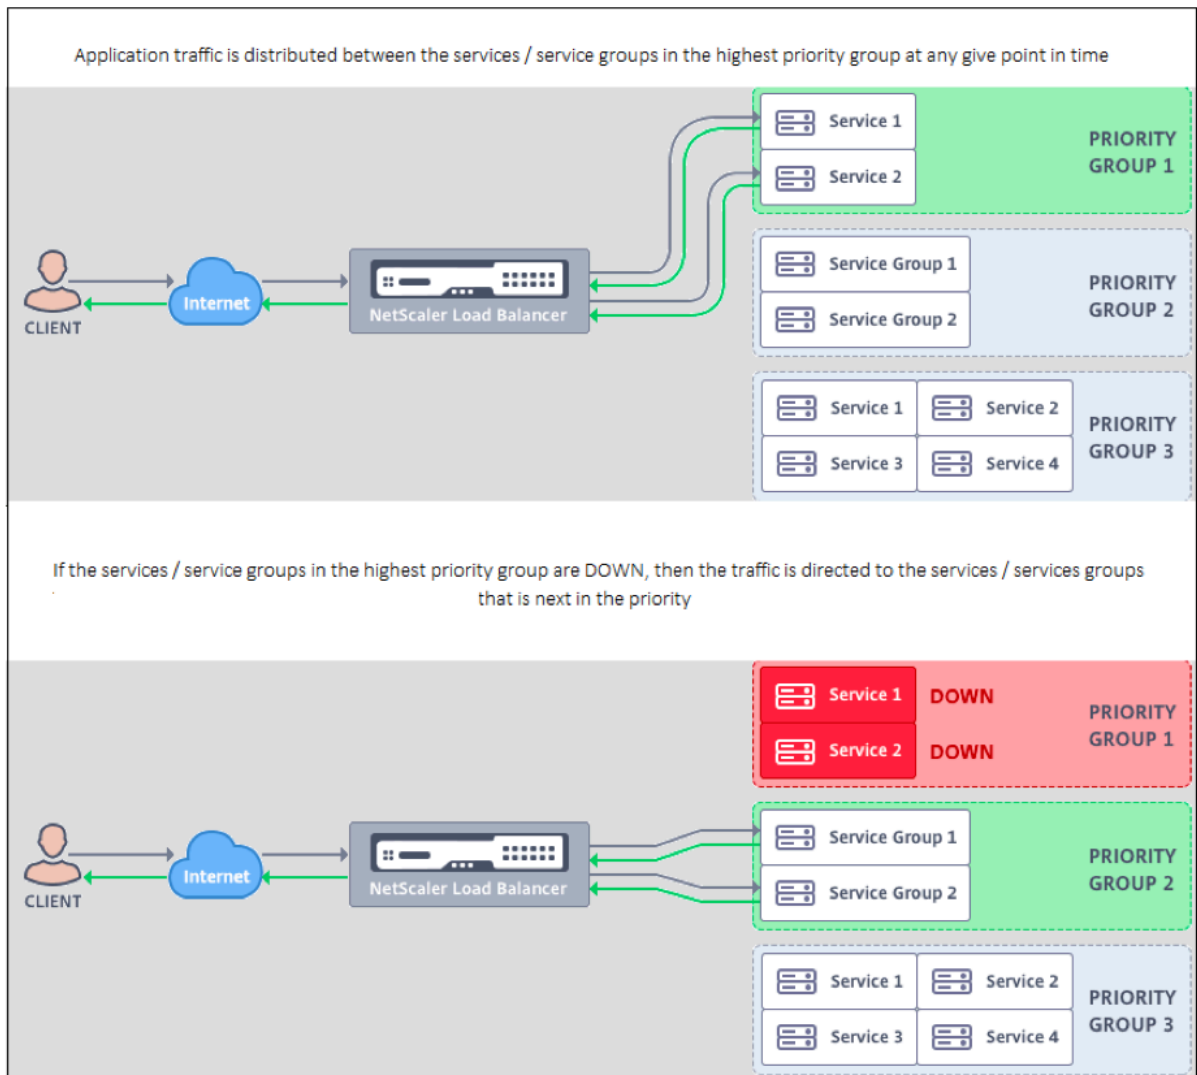 Application traffic is distributed between the services / service groups in the highest priority group at any give point in time
Service 1
Service 2
PRIORITY
GROUP 1
Service Group 1
Service Group 2
PRIORITY
GROUP 2
CLIENT
Internet
NetScaler Load Balancer
Service 1
Service 2
Service 3
Service 4
PRIORITY
GROUP 3
If the services / service groups in the highest priority group are DOWN, then the traffic is directed to the services / services groups
that is next in the priority
Service 1 DOWN
Service 2 DOWN
PRIORITY
GROUP 1
Service Group 1
Service Group 2
PRIORITY
GROUP 2
CLIENT
Internet
NetScaler Load Balancer
Service 1
Service 2
Service 3
Service 4
PRIORITY
GROUP 3